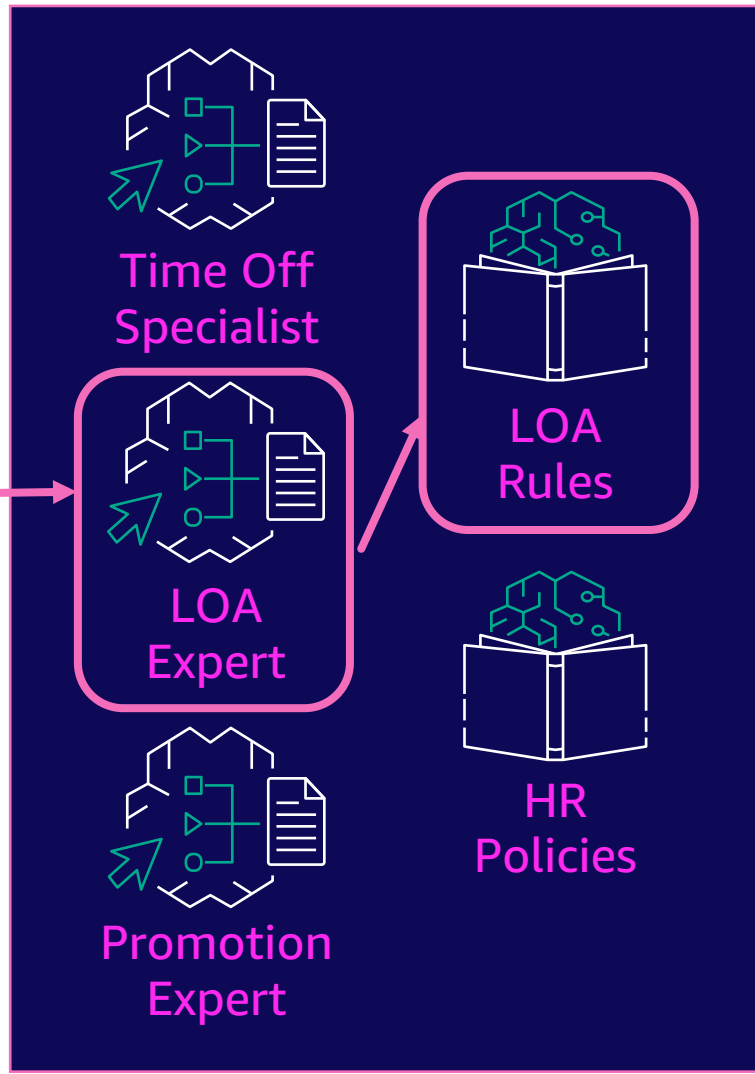 Time Off
Specialist
LOA
Expert
Promotion
Expert
LOA
Rules
HR
Policies